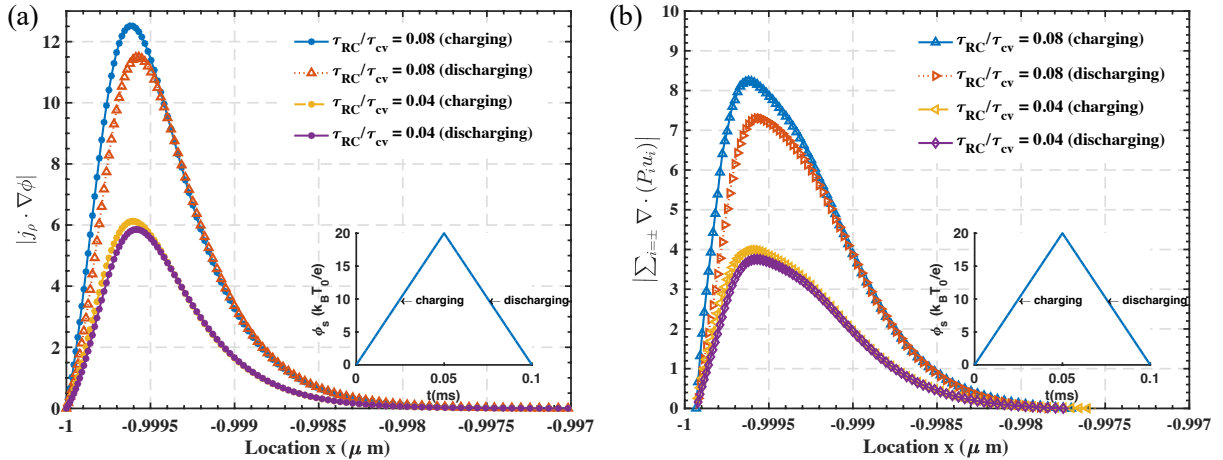 (a)
12
10
8
6
4
2
0
|j_ρ · ∇φ|
τ_RC/τ_cv = 0.08 (charging)
τ_RC/τ_cv = 0.08 (discharging)
τ_RC/τ_cv = 0.04 (charging)
τ_RC/τ_cv = 0.04 (discharging)
20
15
10
5
0
ϕ_s (k_B T_0/e)
charging
discharging
0
0.05
0.1
t(ms)
-1
-0.9995
-0.999
-0.9985
-0.998
-0.9975
-0.997
Location x (μ m)
(b)
10
9
8
7
6
5
4
3
2
1
0
|∑_{i=±} ∇ · (P_i u_i)|
τ_RC/τ_cv = 0.08 (charging)
τ_RC/τ_cv = 0.08 (discharging)
τ_RC/τ_cv = 0.04 (charging)
τ_RC/τ_cv = 0.04 (discharging)
20
15
10
5
0
ϕ_s (k_B T_0/e)
charging
discharging
0
0.05
0.1
t(ms)
-1
-0.9995
-0.999
-0.9985
-0.998
-0.9975
-0.997
Location x (μ m)